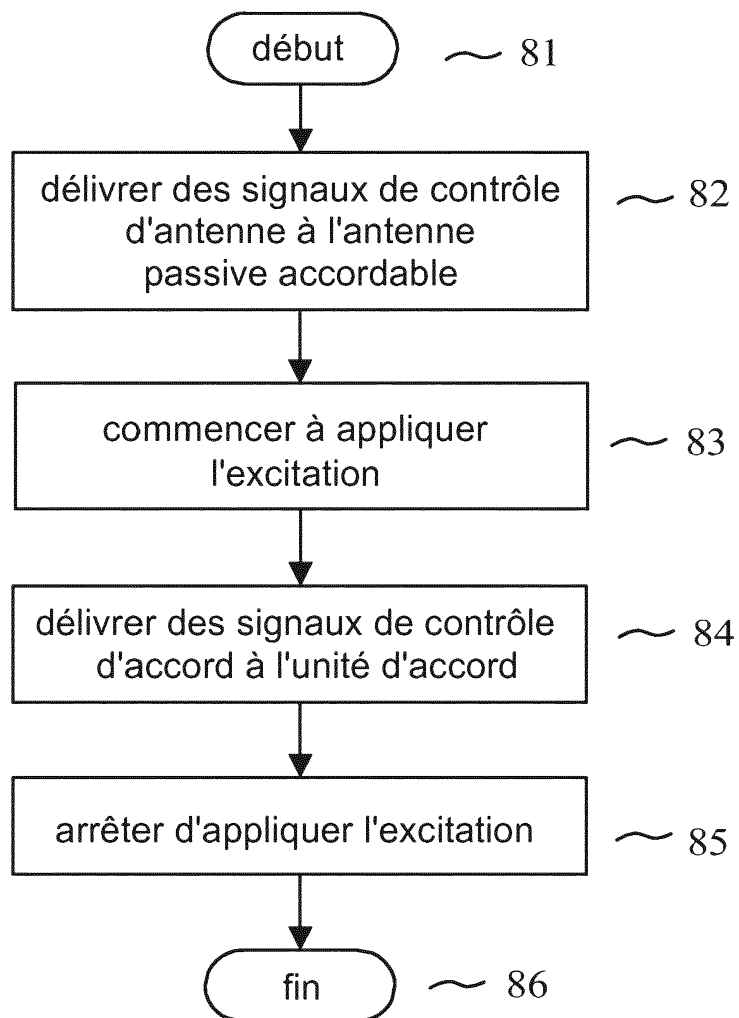 début
81
délivrer des signaux de contrôle
d'antenne à l'antenne
passive accordable
82
commencer à appliquer
l'excitation
83
délivrer des signaux de contrôle
d'accord à l'unité d'accord
84
arrêter d'appliquer l'excitation
85
fin
86